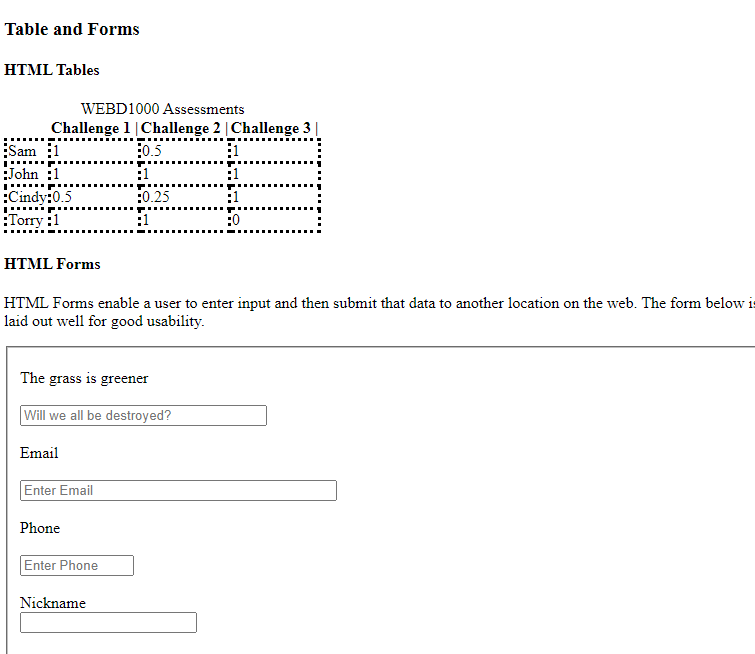 Table and Forms
HTML Tables
WEBD1000 Assessments
Challenge 1 | Challenge 2 | Challenge 3 |
Sam 1 0.5 1
John 1 1 1
Cindy 0.5 0.25 1
Torry 1 1 0
HTML Forms
HTML Forms enable a user to enter input and then submit that data to another location on the web. The form below
laid out well for good usability.
The grass is greener
Will we all be destroyed?
Email
Enter Email
Phone
Enter Phone
Nickname